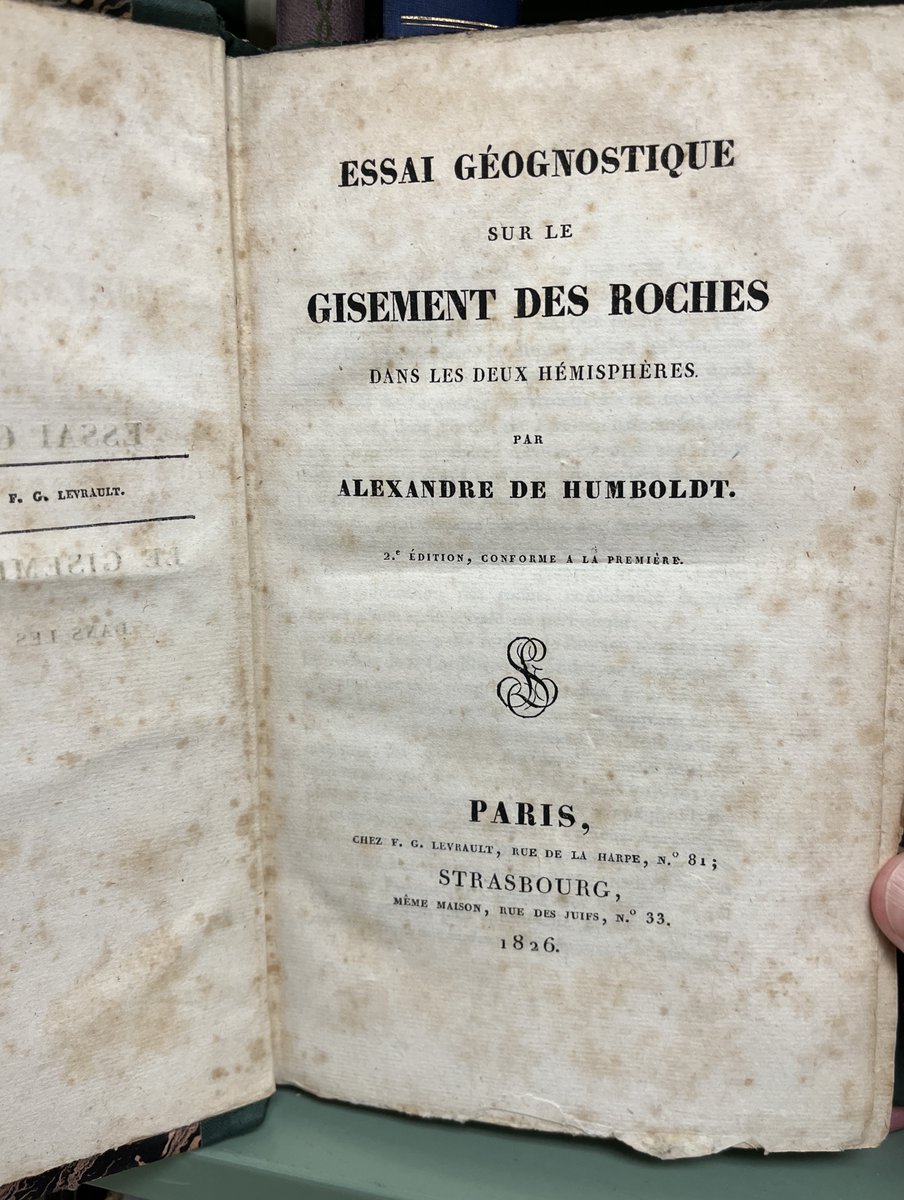 F. G. LEVRAULT.
ESSAI GÉOGNOSTIQUE
SUR LE
GISEMENT DES ROCHES
DANS LES DEUX HÉMISPHÈRES.
PAR
ALEXANDRE DE HUMBOLDT.
2.e ÉDITION, CONFORME A LA PREMIÈRE.
PARIS,
CHEZ F. G. LEVRAULT, RUE DE LA HARPE, N.º 81;
STRASBOURG,
MÊME MAISON, RUE DES JUIFS, N.º 33.
1826.